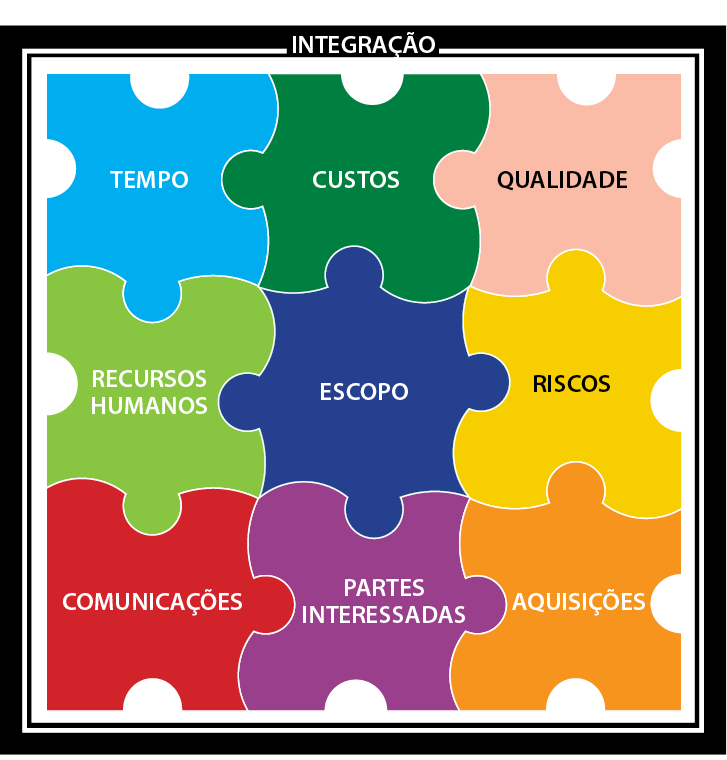 INTEGRAÇÃO
TEMPO
CUSTOS
QUALIDADE
RECURSOS
HUMANOS
ESCOPO
RISCOS
COMUNICAÇÕES
PARTES
INTERESSADAS
AQUISIÇÕES